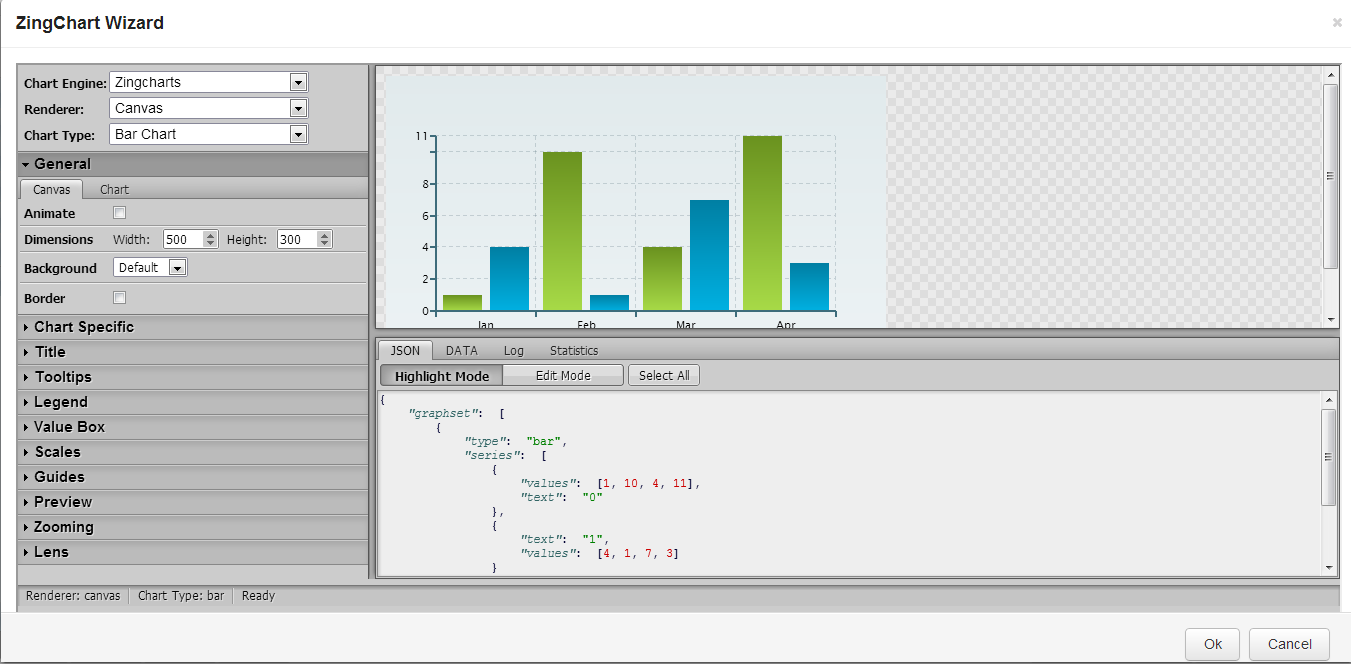 ZingChart Wizard
Chart Engine: Zingcharts
Renderer: Canvas
Chart Type: Bar Chart
General
Canvas Chart
Animate
Dimensions Width: 500 Height: 300
Background Default
Border
Chart Specific
Title
Tooltips
Legend
Value Box
Scales
Guides
Preview
Zooming
Lens
11
8
6
4
2
0
Jan Feb Mar Apr
JSON DATA Log Statistics
Highlight Mode Edit Mode Select All
{
"graphset": [
{
"type": "bar",
"series": [
{
"values": [1, 10, 4, 11],
"text": "0"
},
{
"text": "1",
"values": [4, 1, 7, 3]
}
Renderer: canvas Chart Type: bar Ready
Ok Cancel